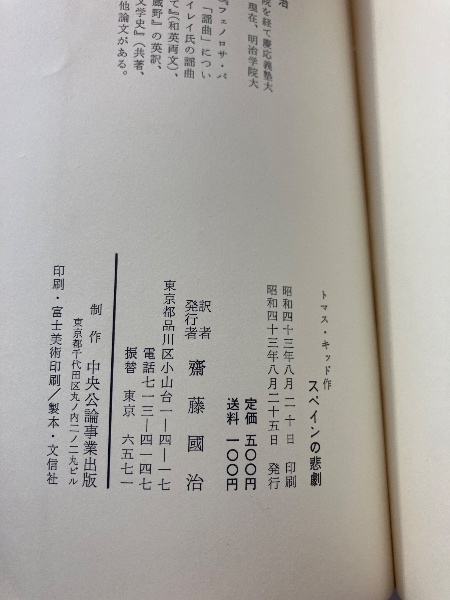 治
院を経て慶応義塾大
現在、明治学院大
『フェノロサ・パ
「謡曲」につい
イレイ氏の謡曲
て』(和英両文)、
蔵野』の英訳、
文学史』(共著、
他論文がある。
トマス・キッド作
スペインの悲劇
昭和四十三年八月二十日 印刷
昭和四十三年八月二十五日 発行
定価 五〇〇円
送料 一〇〇円
訳者
発行者 齋藤國治
東京都品川区小山台一―四―一七
電話七一三―四一四七
振替 東京 六五七一
制作 中央公論事業出版
東京都千代田区丸ノ内二ノ二九ビル
印刷・富士美術印刷/製本・文信社